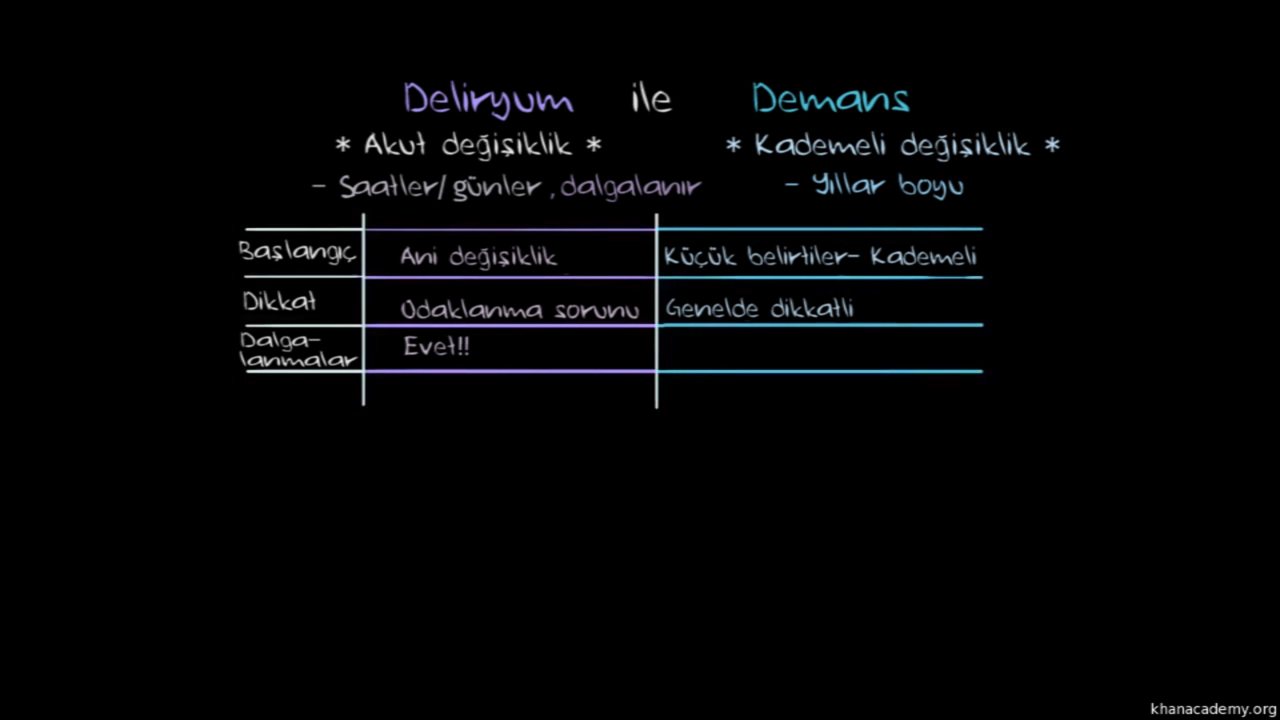 Deliryum ile Demans
* Akut değişiklik * * Kademeli değişiklik *
- Saatler/günler, dalgalanır - Yıllar boyu
Başlangıç Ani değişiklik Küçük belirtiler- Kademeli
Dikkat Odaklanma sorunu Genelde dikkatli
Dalga-
lanmalar Evet!!
khanacademy.org